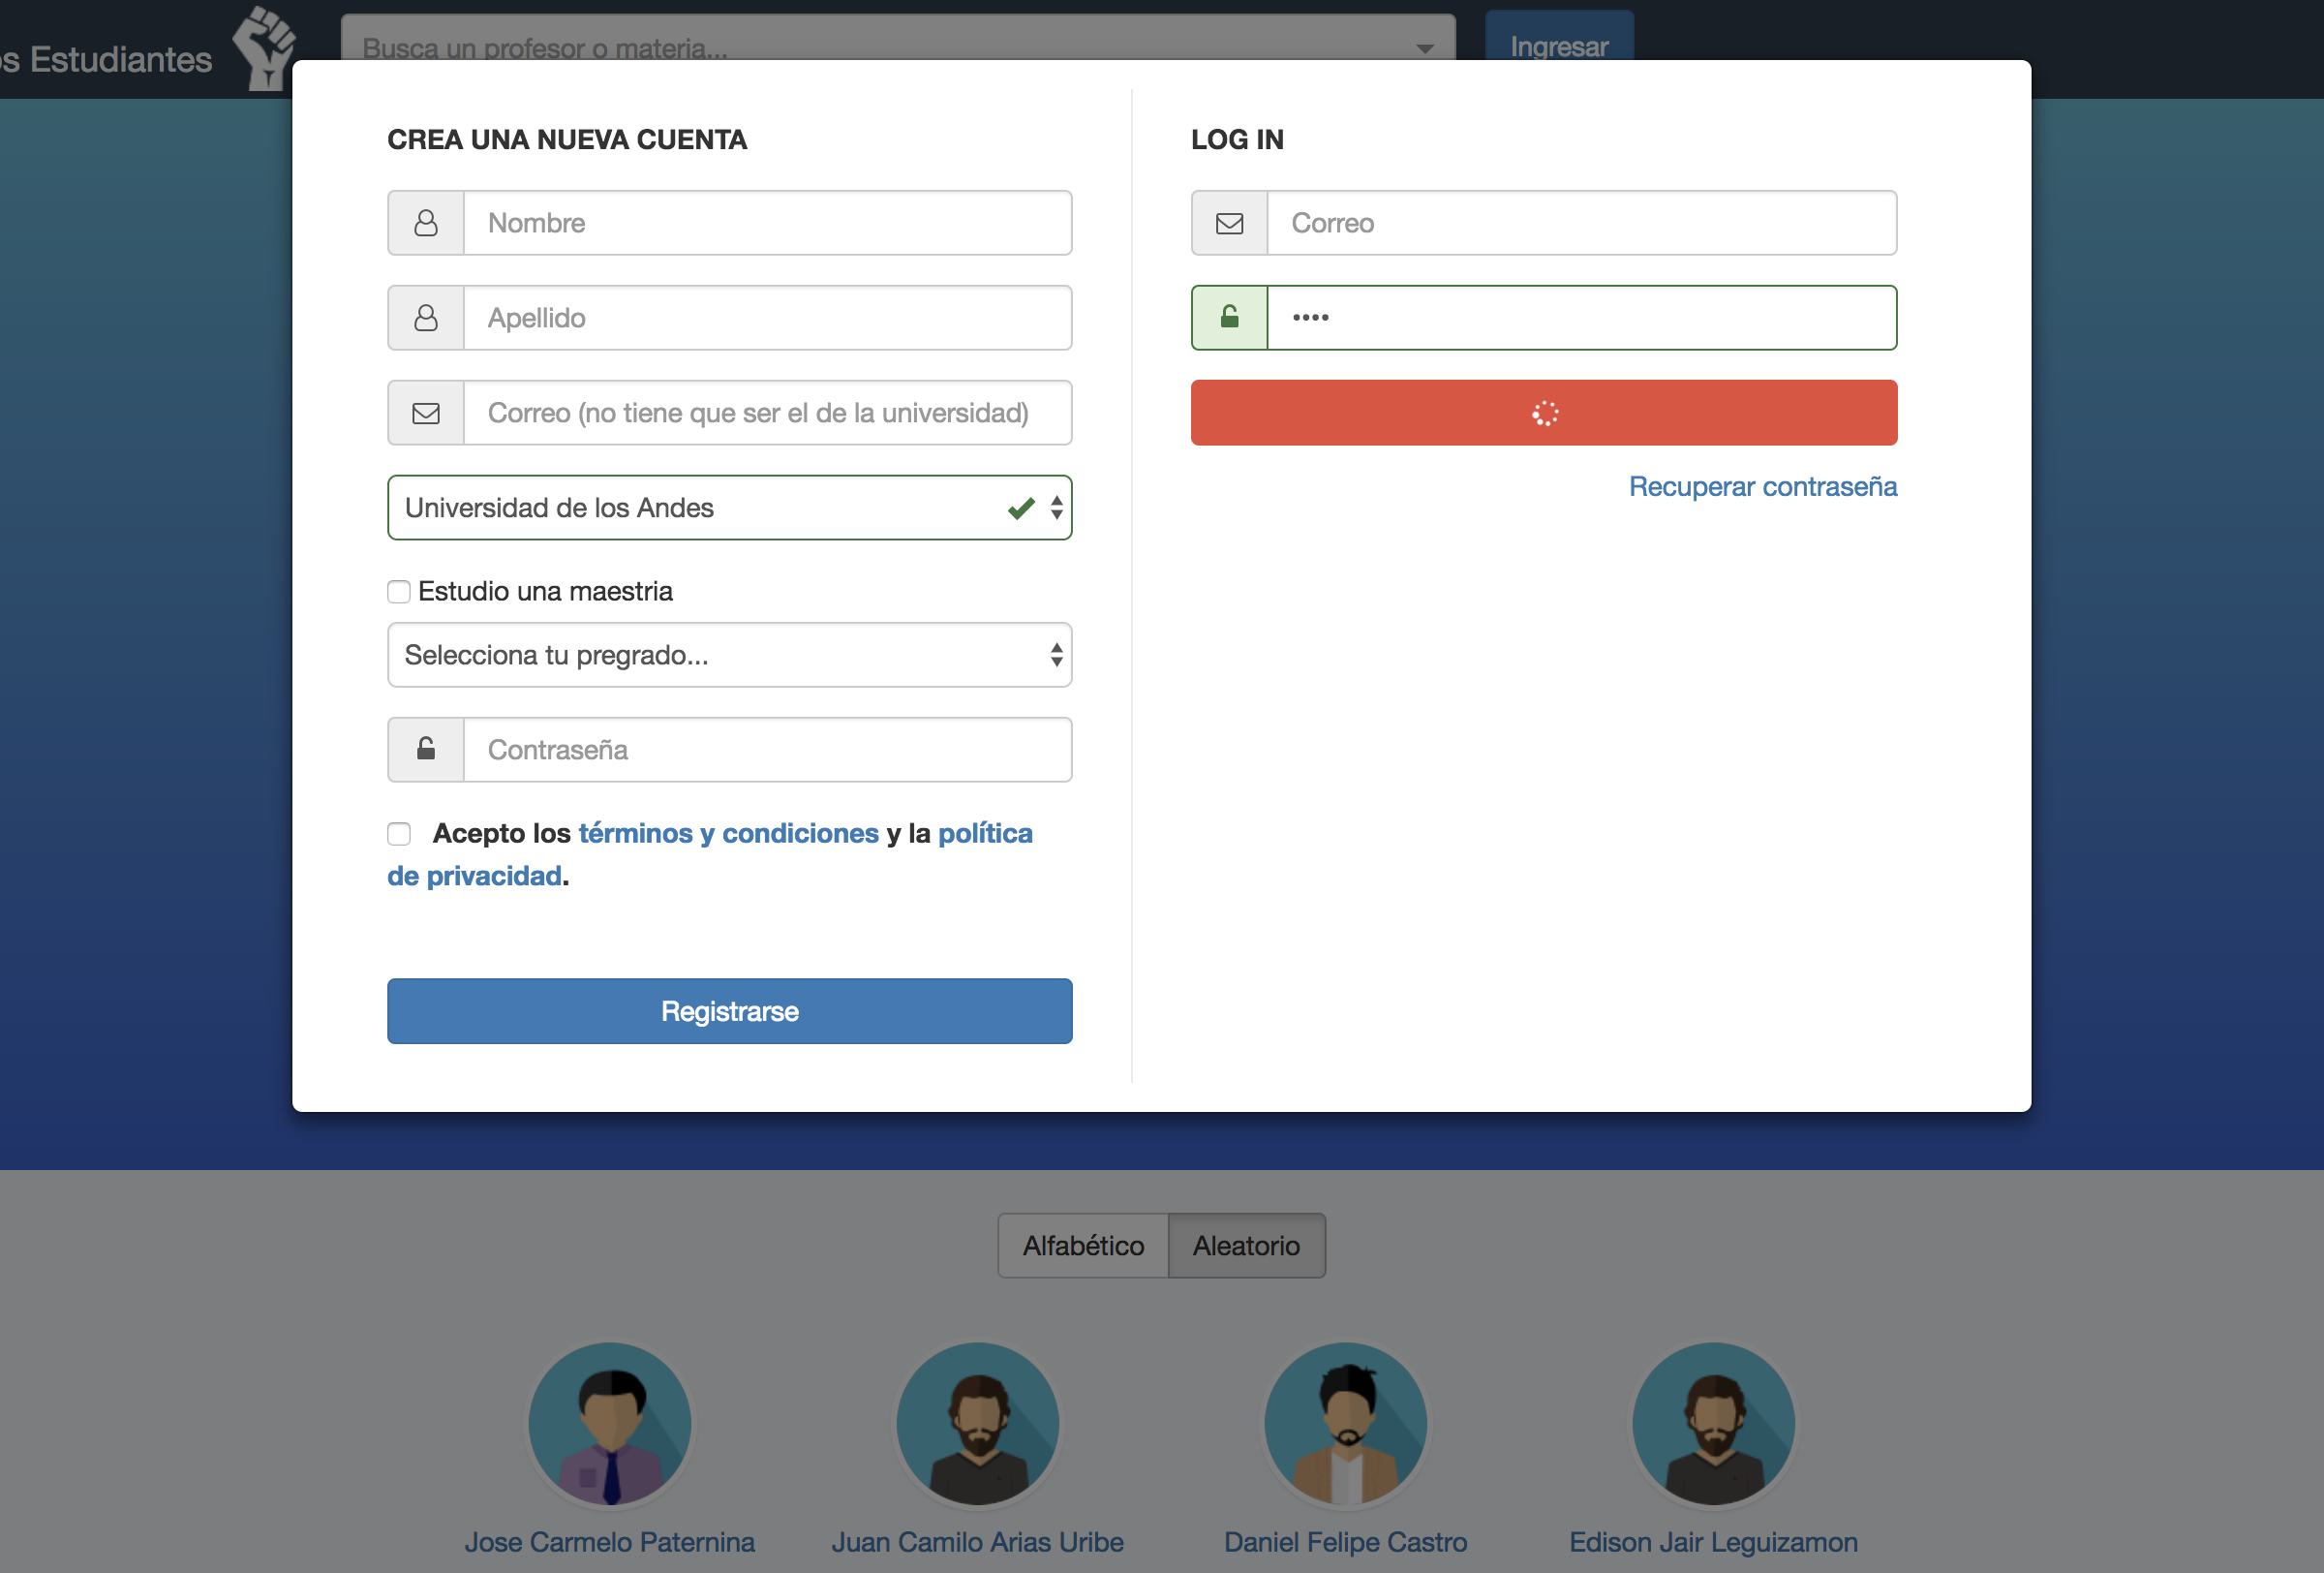 s Estudiantes
Busca un profesor o materia...
Ingresar
CREA UNA NUEVA CUENTA
Nombre
Apellido
Correo (no tiene que ser el de la universidad)
Universidad de los Andes
Estudio una maestria
Selecciona tu pregrado...
Contraseña
Acepto los términos y condiciones y la política
de privacidad.
Registrarse
LOG IN
Correo
••••
Recuperar contraseña
Alfabético
Aleatorio
Jose Carmelo Paternina
Juan Camilo Arias Uribe
Daniel Felipe Castro
Edison Jair Leguizamon